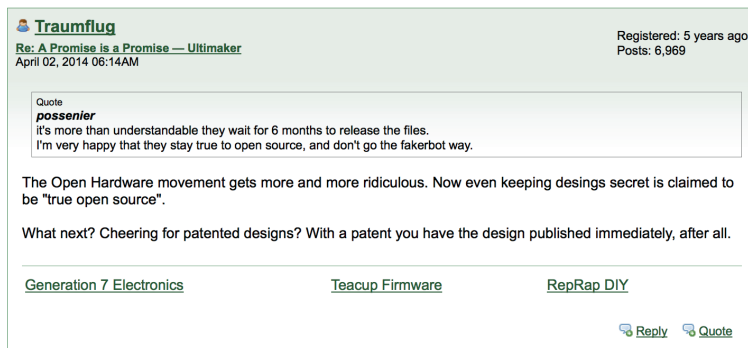 Traumflug
Re: A Promise is a Promise — Ultimaker
April 02, 2014 06:14AM
Registered: 5 years ago
Posts: 6,969
Quote
possenier
it's more than understandable they wait for 6 months to release the files.
I'm very happy that they stay true to open source, and don't go the fakerbot way.
The Open Hardware movement gets more and more ridiculous. Now even keeping desings secret is claimed to
be "true open source".
What next? Cheering for patented designs? With a patent you have the design published immediately, after all.
Generation 7 Electronics Teacup Firmware RepRap DIY
Reply Quote